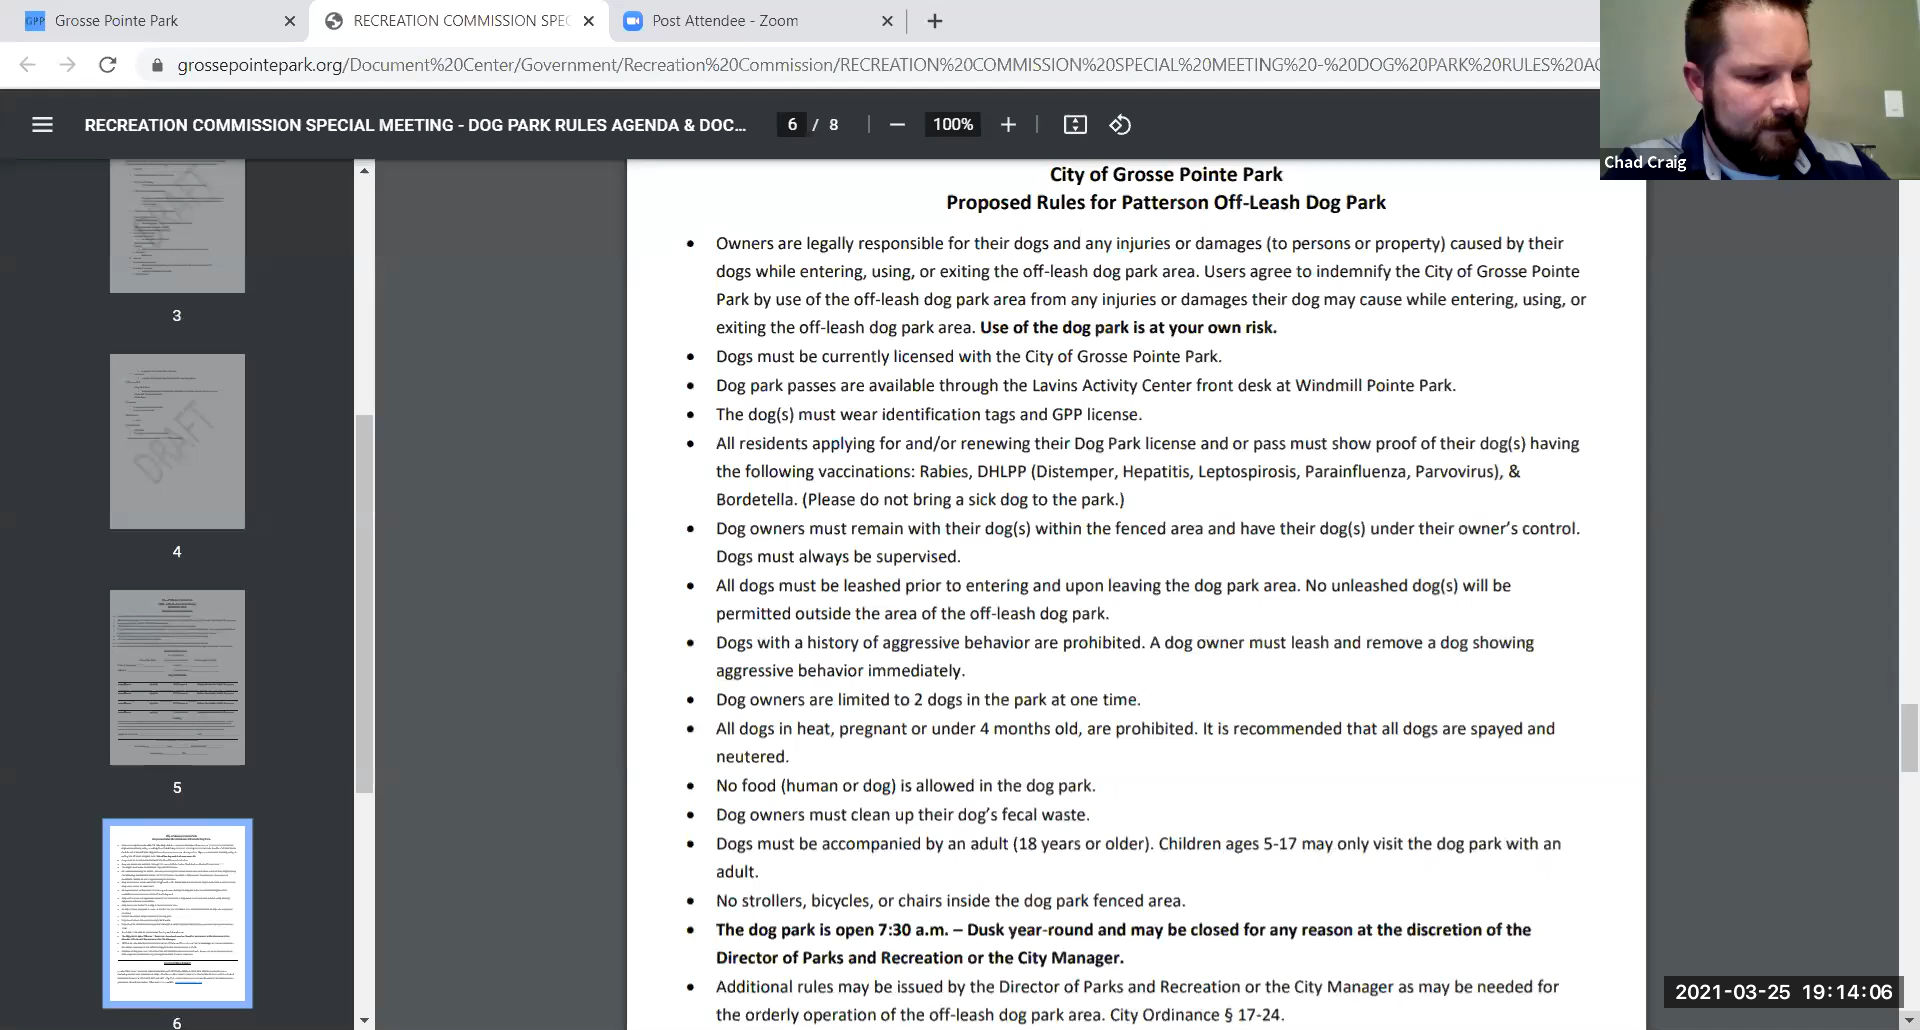 GPP Grosse Pointe Park
RECREATION COMMISSION SPEC
Post Attendee - Zoom
grossepointepark.org/Document%20Center/Government/Recreation%20Commission/RECREATION%20COMMISSION%20SPECIAL%20MEETING%20-%20DOG%20PARK%20RULES%20AG
RECREATION COMMISSION SPECIAL MEETING - DOG PARK RULES AGENDA & DOC...
6 / 8
100%
Chad Craig
3
DRAFT
4
5
6
City of Grosse Pointe Park
Proposed Rules for Patterson Off-Leash Dog Park
• Owners are legally responsible for their dogs and any injuries or damages (to persons or property) caused by their
dogs while entering, using, or exiting the off-leash dog park area. Users agree to indemnify the City of Grosse Pointe
Park by use of the off-leash dog park area from any injuries or damages their dog may cause while entering, using, or
exiting the off-leash dog park area. Use of the dog park is at your own risk.
• Dogs must be currently licensed with the City of Grosse Pointe Park.
• Dog park passes are available through the Lavins Activity Center front desk at Windmill Pointe Park.
• The dog(s) must wear identification tags and GPP license.
• All residents applying for and/or renewing their Dog Park license and or pass must show proof of their dog(s) having
the following vaccinations: Rabies, DHLPP (Distemper, Hepatitis, Leptospirosis, Parainfluenza, Parvovirus), &
Bordetella. (Please do not bring a sick dog to the park.)
• Dog owners must remain with their dog(s) within the fenced area and have their dog(s) under their owner’s control.
Dogs must always be supervised.
• All dogs must be leashed prior to entering and upon leaving the dog park area. No unleashed dog(s) will be
permitted outside the area of the off-leash dog park.
• Dogs with a history of aggressive behavior are prohibited. A dog owner must leash and remove a dog showing
aggressive behavior immediately.
• Dog owners are limited to 2 dogs in the park at one time.
• All dogs in heat, pregnant or under 4 months old, are prohibited. It is recommended that all dogs are spayed and
neutered.
• No food (human or dog) is allowed in the dog park.
• Dog owners must clean up their dog’s fecal waste.
• Dogs must be accompanied by an adult (18 years or older). Children ages 5-17 may only visit the dog park with an
adult.
• No strollers, bicycles, or chairs inside the dog park fenced area.
• The dog park is open 7:30 a.m. – Dusk year-round and may be closed for any reason at the discretion of the
Director of Parks and Recreation or the City Manager.
• Additional rules may be issued by the Director of Parks and Recreation or the City Manager as may be needed for
the orderly operation of the off-leash dog park area. City Ordinance § 17-24.
2021-03-25 19:14:06